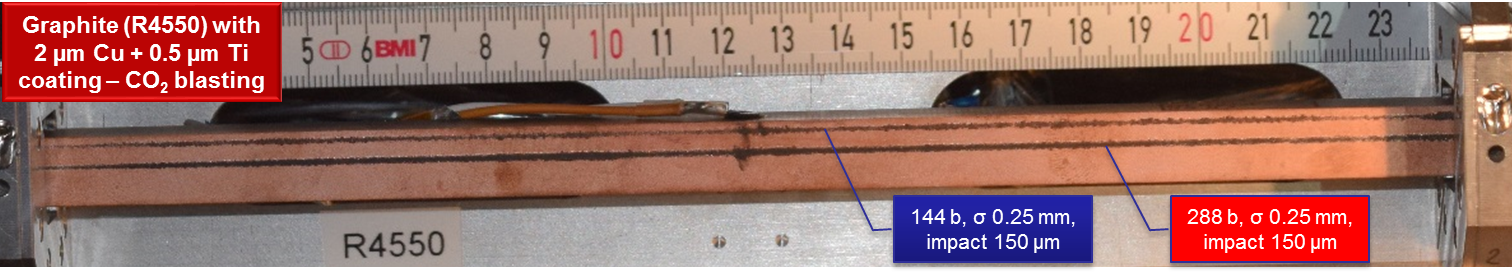 Graphite (R4550) with
2 µm Cu + 0.5 µm Ti
coating – CO₂ blasting
5 6 BMI 7 8 9 10 11 12 13 14 15 16 17 18 19 20 21 22 23
144 b, σ 0.25 mm,
impact 150 µm
288 b, σ 0.25 mm,
impact 150 µm
R4550
2